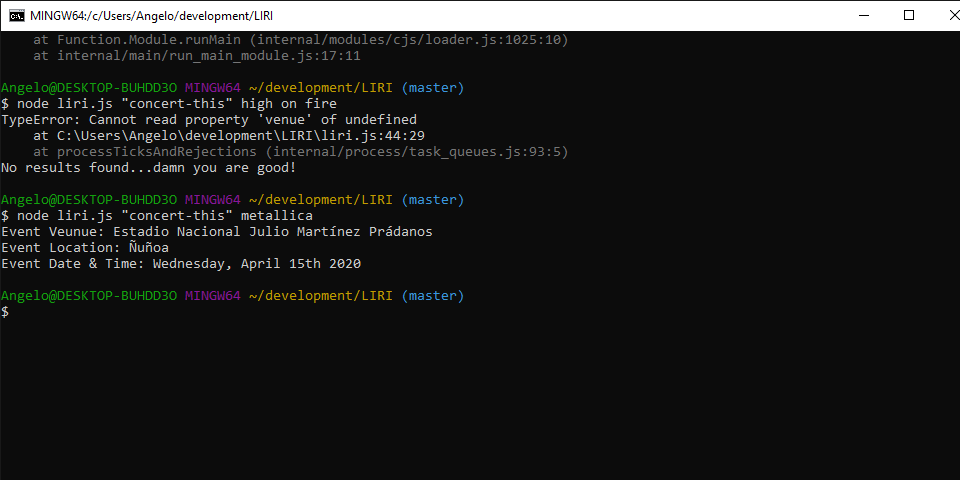 MINGW64:/c/Users/Angelo/development/LIRI
at Function.Module.runMain (internal/modules/cjs/loader.js:1025:10)
at internal/main/run_main_module.js:17:11
Angelo@DESKTOP-BUHDD3O MINGW64 ~/development/LIRI (master)
$ node liri.js "concert-this" high on fire
TypeError: Cannot read property 'venue' of undefined
at C:\Users\Angelo\development\LIRI\liri.js:44:29
at processTicksAndRejections (internal/process/task_queues.js:93:5)
No results found...damn you are good!
Angelo@DESKTOP-BUHDD3O MINGW64 ~/development/LIRI (master)
$ node liri.js "concert-this" metallica
Event Veunue: Estadio Nacional Julio Martínez Prádanos
Event Location: Ñuñoa
Event Date & Time: Wednesday, April 15th 2020
Angelo@DESKTOP-BUHDD3O MINGW64 ~/development/LIRI (master)
$